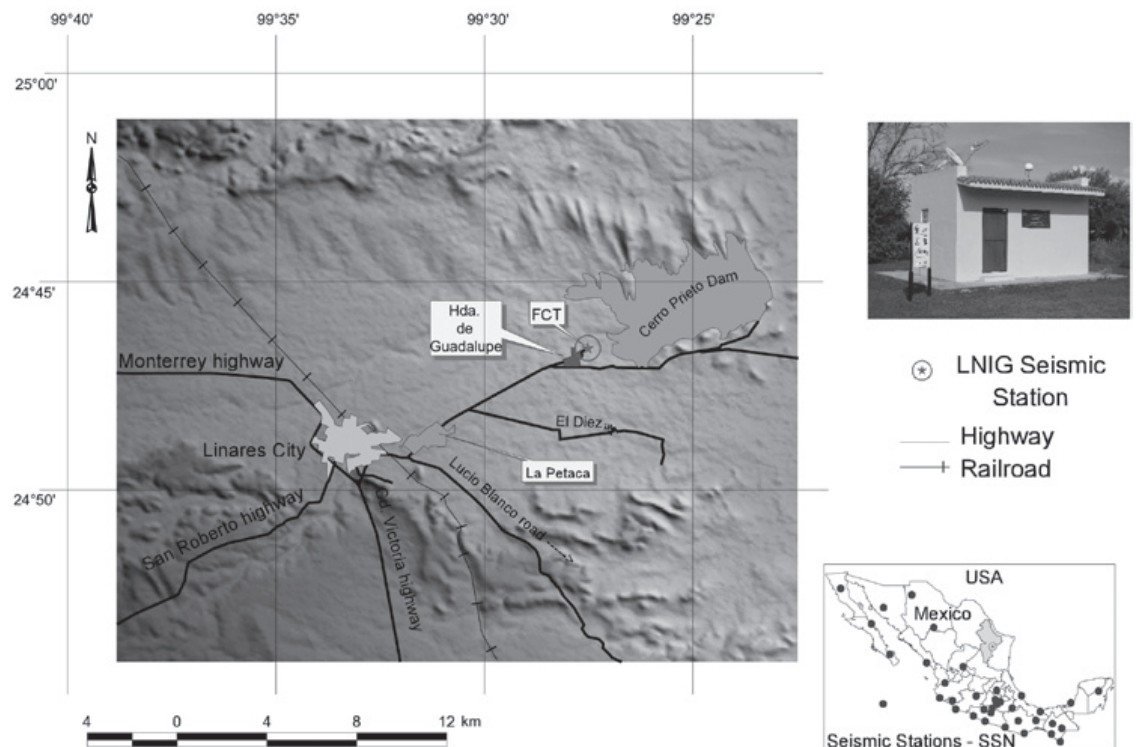 99°40'
99°35'
99°30'
99°25'
25°00'
N
24°45'
Cerro Prieto Dam
FCT
Hda.
de
Guadalupe
Monterrey highway
El Diez
Linares City
La Petaca
24°50'
Lucio Blanco road
San Roberto highway
Cd. Victoria highway
4 0 4 8 12 km
LNIG Seismic
Station
Highway
Railroad
USA
Mexico
Seismic Stations - SSN